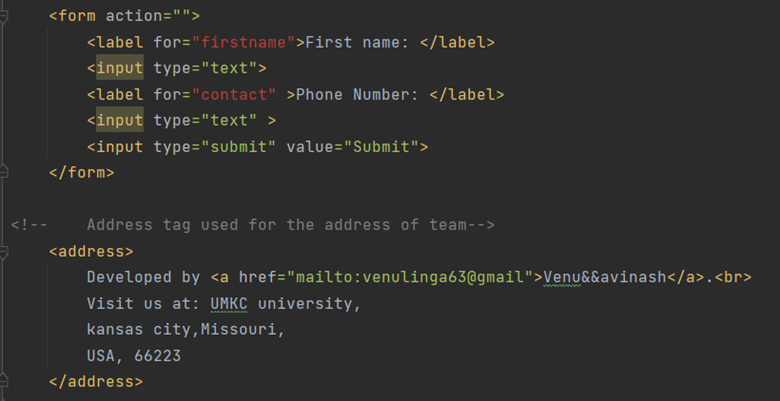 <form action="">
<label for="firstname">First name: </label>
<input type="text">
<label for="contact" >Phone Number: </label>
<input type="text" >
<input type="submit" value="Submit">
</form>
<!--    Address tag used for the address of team-->
<address>
Developed by <a href="mailto:venulinga63@gmail">Venu&&avinash</a>.<br>
Visit us at: UMKC university,
kansas city,Missouri,
USA, 66223
</address>